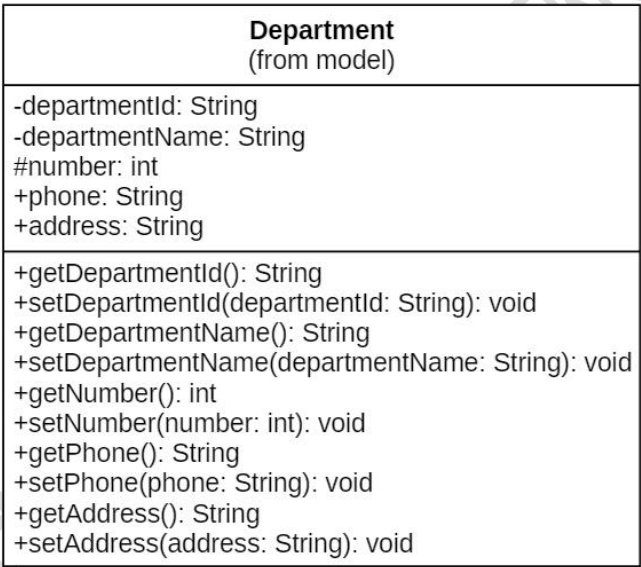 Department
(from model)
-departmentId: String
-departmentName: String
#number: int
+phone: String
+address: String
+getDepartmentId(): String
+setDepartmentId(departmentId: String): void
+getDepartmentName(): String
+setDepartmentName(departmentName: String): void
+getNumber(): int
+setNumber(number: int): void
+getPhone(): String
+setPhone(phone: String): void
+getAddress(): String
+setAddress(address: String): void